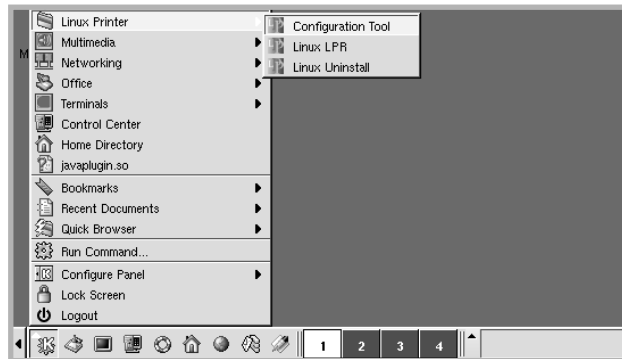 Linux Printer
Configuration Tool
Linux LPR
Linux Uninstall
Multimedia
M
Networking
Office
Terminals
Control Center
Home Directory
javaplugin.so
Bookmarks
Recent Documents
Quick Browser
Run Command...
Configure Panel
Lock Screen
Logout
1 2 3 4